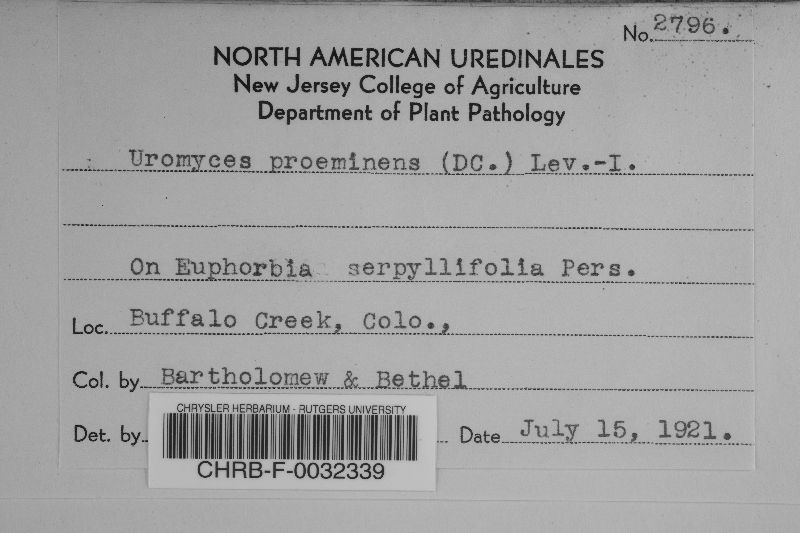 No. 2796.
NORTH AMERICAN UREDINALES
New Jersey College of Agriculture
Department of Plant Pathology
Uromyces proeminens (DC.) Lev.-I.
On Euphorbia serpyllifolia Pers.
Loc. Buffalo Creek, Colo.,
Col. by Bartholomew & Bethel
Det. by Date July 15, 1921.
CHRYSLER HERBARIUM - RUTGERS UNIVERSITY
CHRB-F-0032339